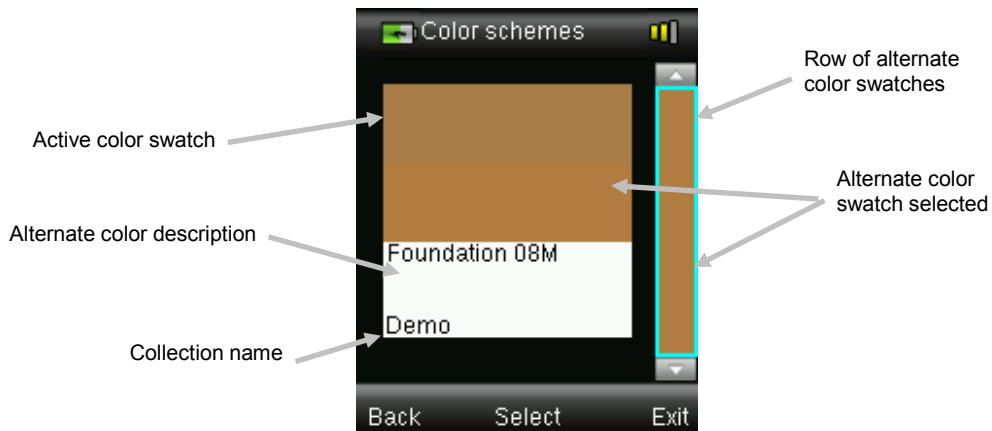 Color schemes
Row of alternate
color swatches
Active color swatch
Alternate color
swatch selected
Alternate color description
Foundation 08M
Demo
Collection name
Back Select Exit